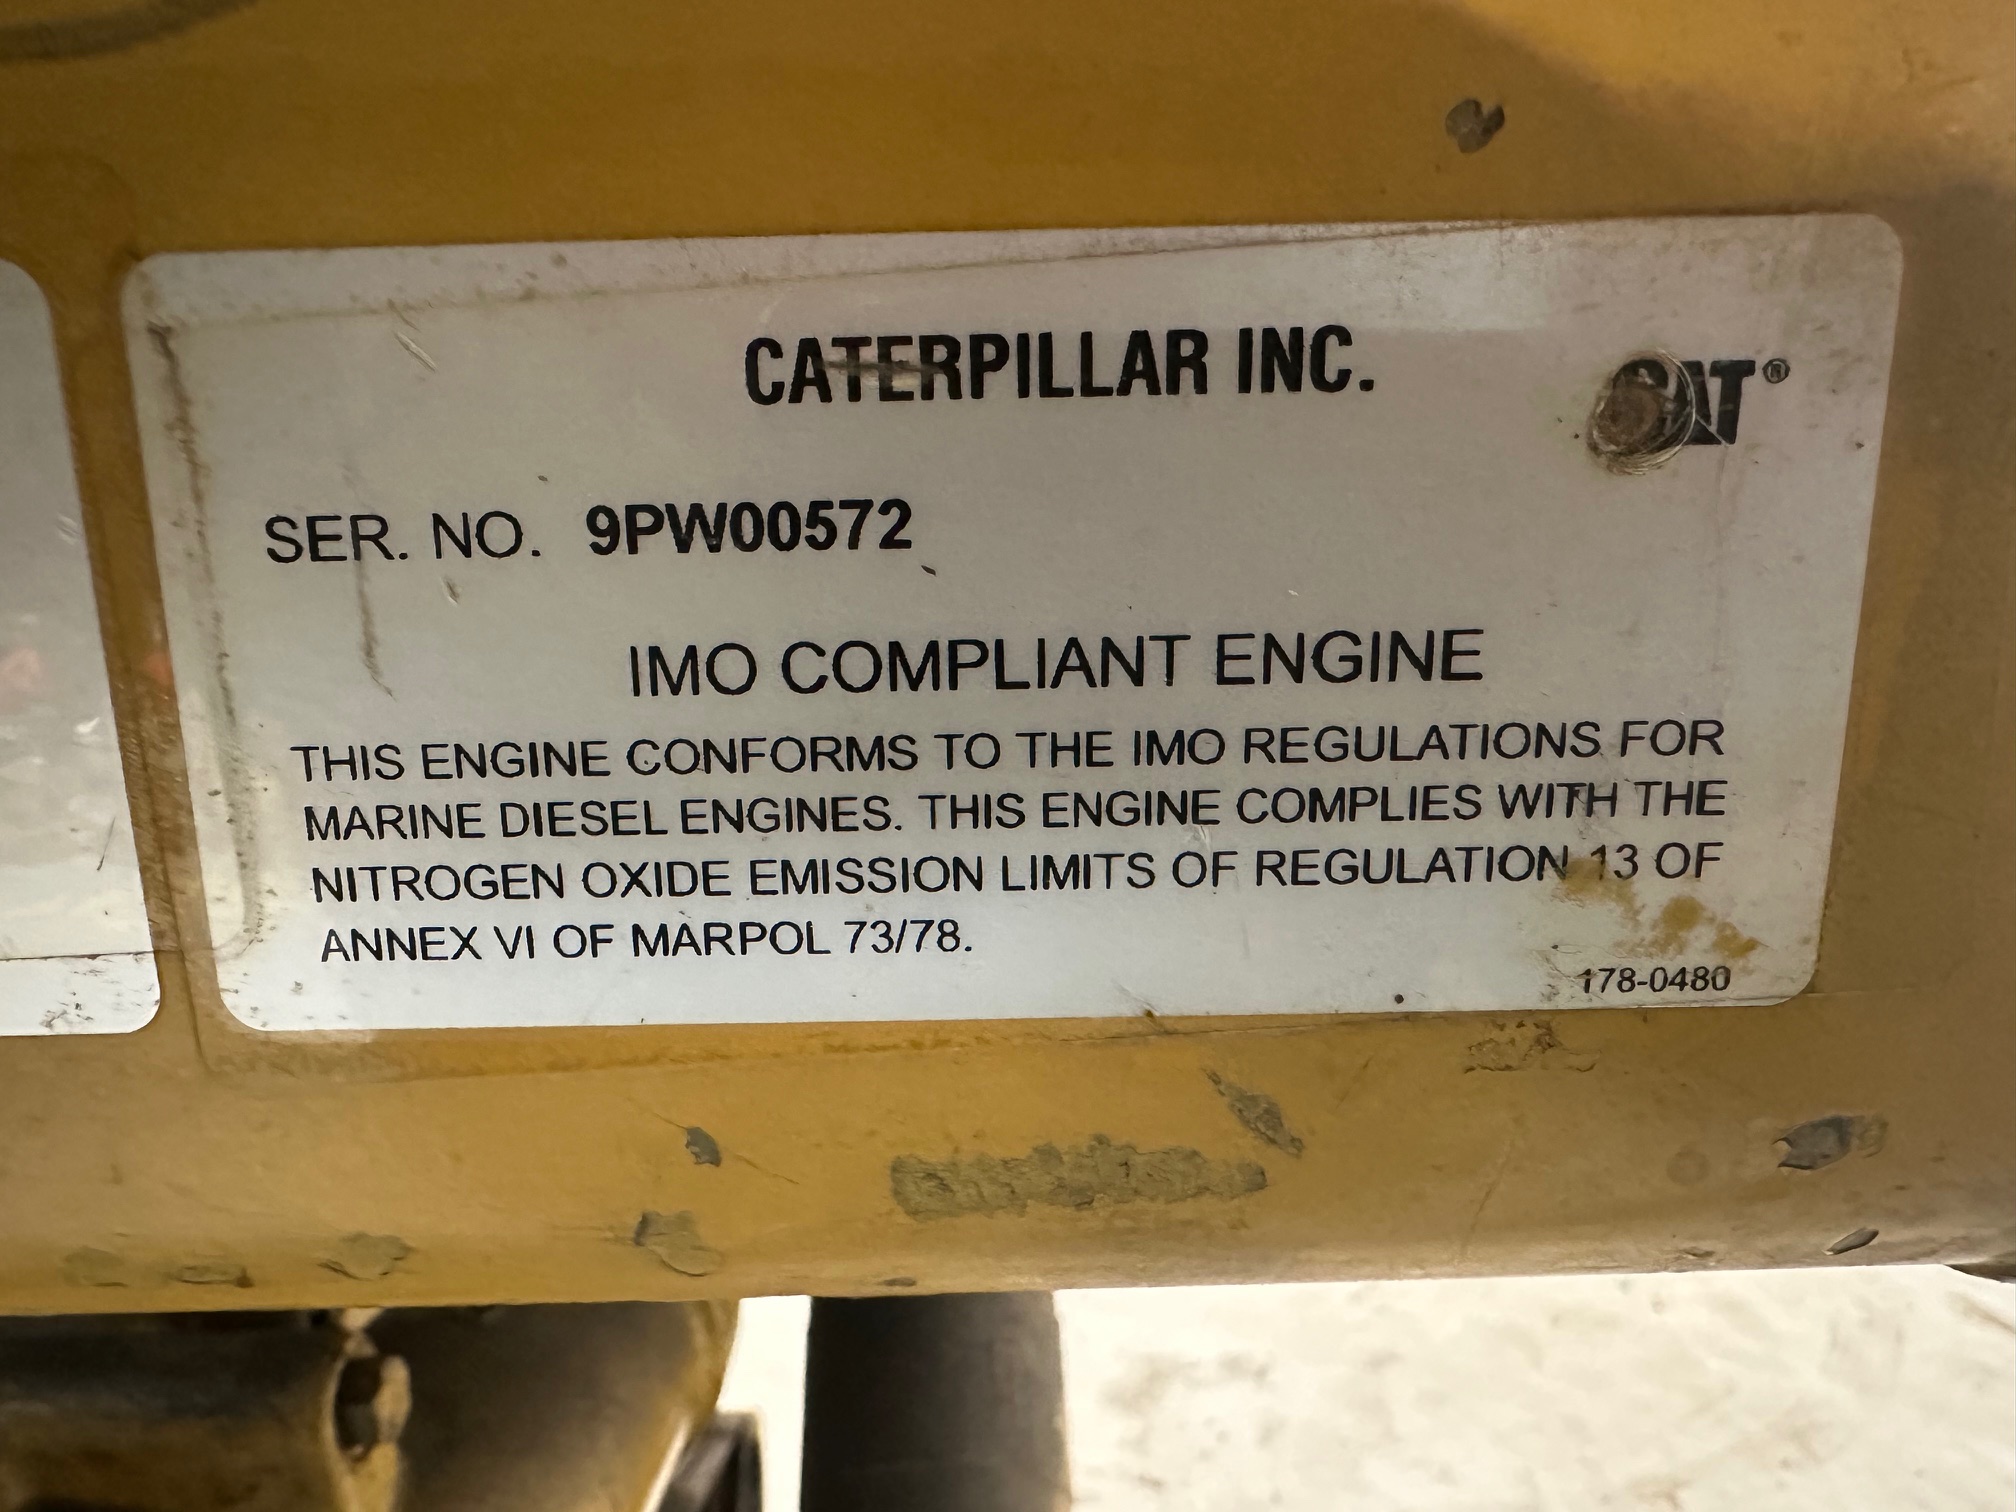 CATERPILLAR INC.
CAT®
SER. NO. 9PW00572
IMO COMPLIANT ENGINE
THIS ENGINE CONFORMS TO THE IMO REGULATIONS FOR
MARINE DIESEL ENGINES. THIS ENGINE COMPLIES WITH THE
NITROGEN OXIDE EMISSION LIMITS OF REGULATION 13 OF
ANNEX VI OF MARPOL 73/78.
178-0480